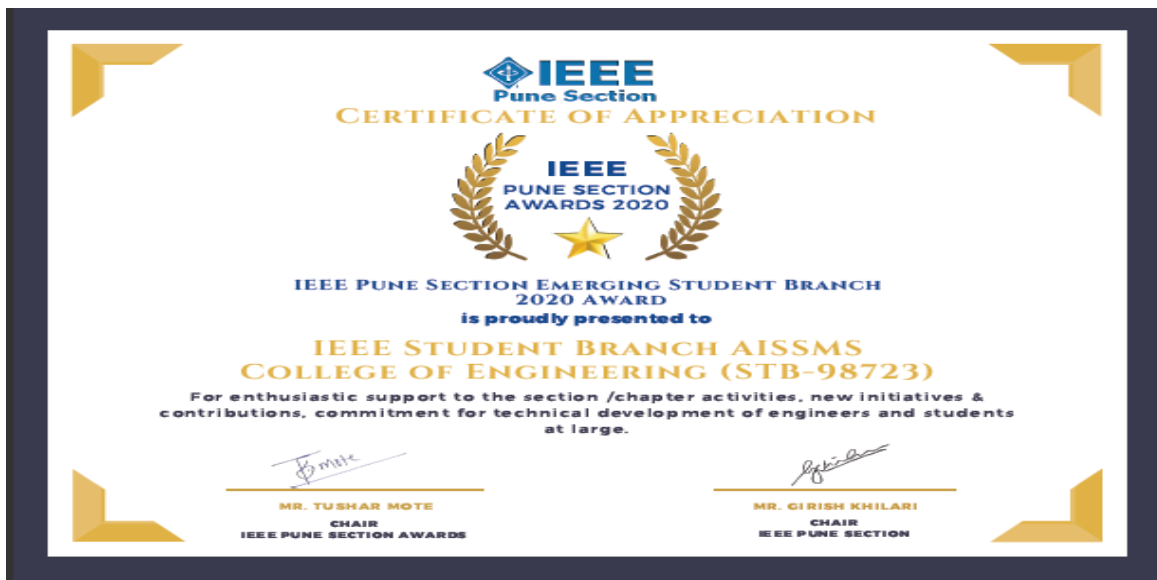 IEEE
Pune Section
CERTIFICATE OF APPRECIATION
IEEE
PUNE SECTION
AWARDS 2020
IEEE PUNE SECTION EMERGING STUDENT BRANCH
2020 AWARD
is proudly presented to
IEEE STUDENT BRANCH AISSMS
COLLEGE OF ENGINEERING (STB-98723)
For enthusiastic support to the section /chapter activities, new initiatives &
contributions, commitment for technical development of engineers and students
at large.
MR. TUSHAR MOTE
CHAIR
IEEE PUNE SECTION AWARDS
MR. GIRISH KHILARI
CHAIR
IEEE PUNE SECTION